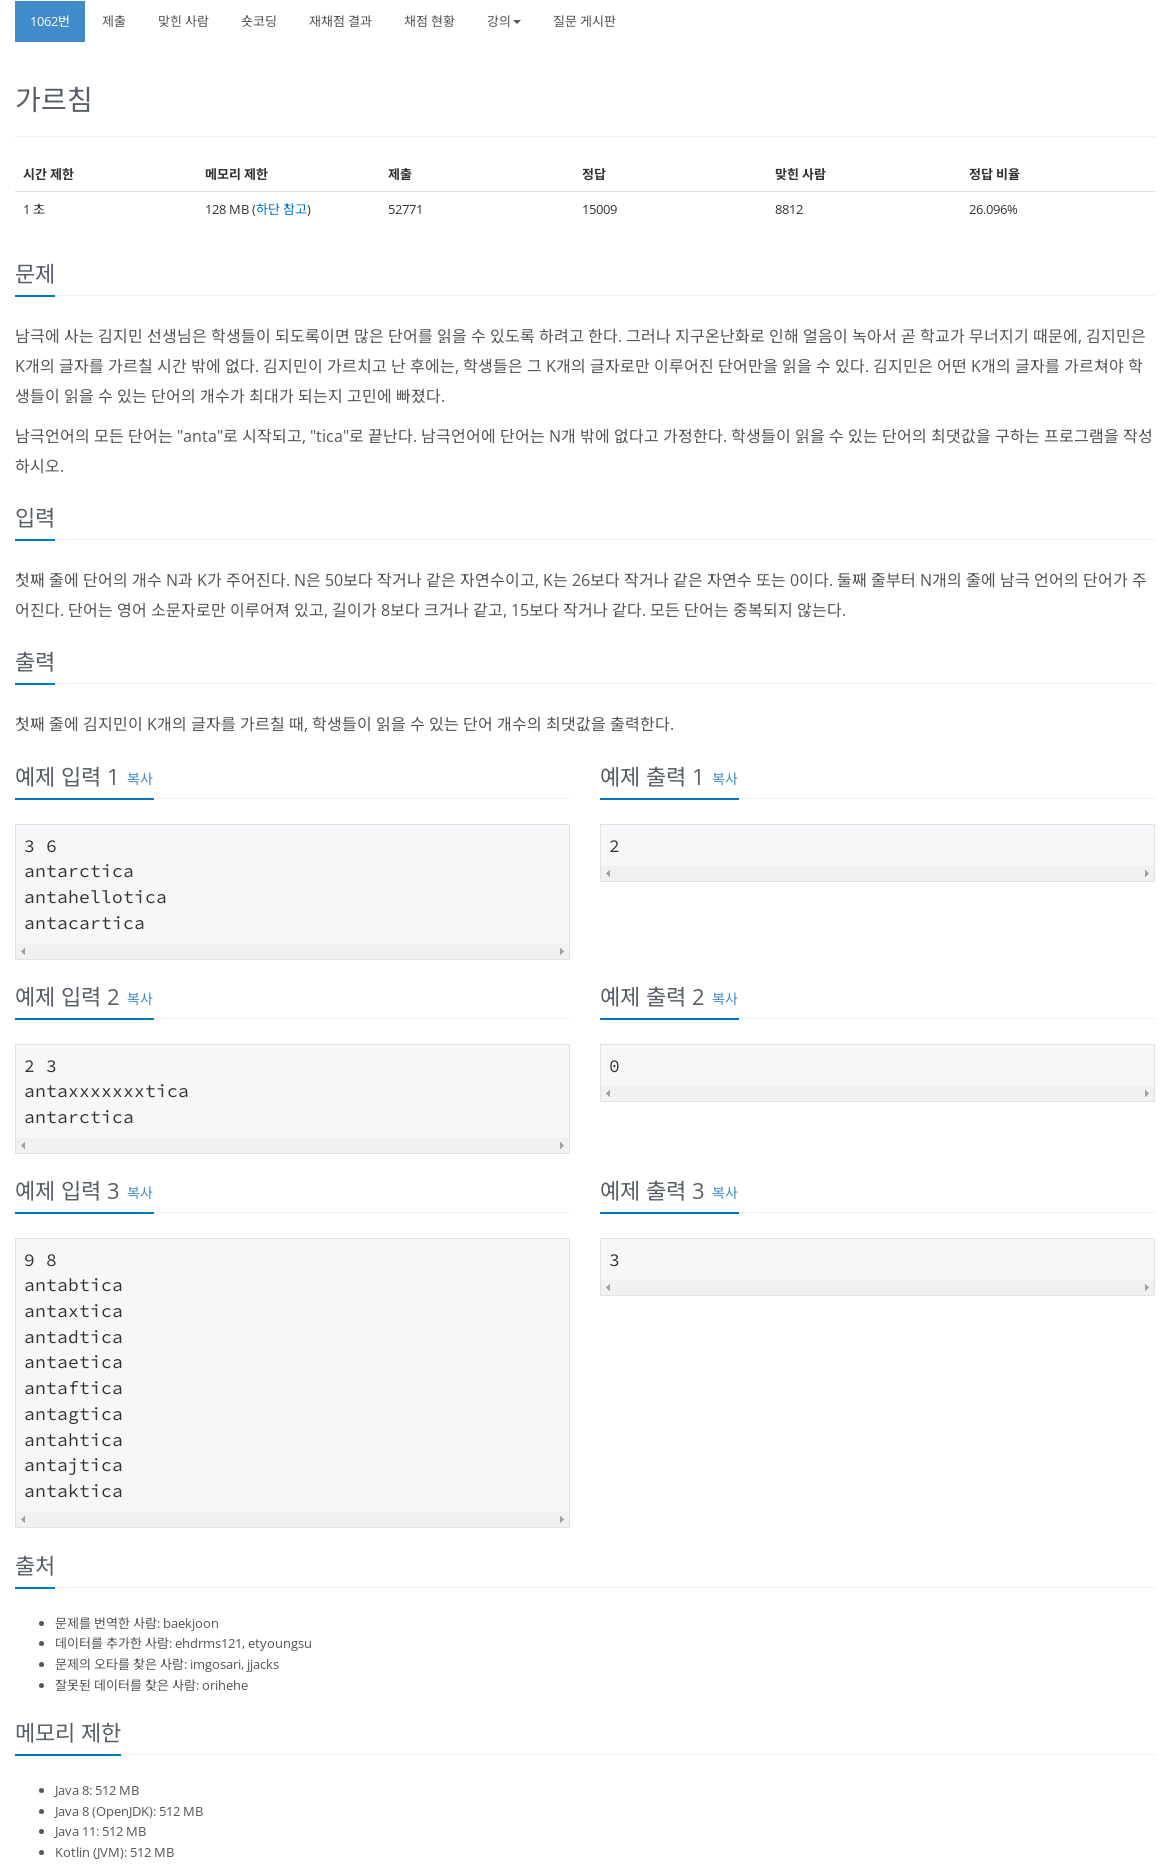 1062번 제출 맞힌 사람 숏코딩 재채점 결과 채점 현황 강의 질문 게시판
가르침
시간 제한 메모리 제한 제출 정답 맞힌 사람 정답 비율
1 초 128 MB (하단 참고) 52771 15009 8812 26.096%
문제
남극에 사는 김지민 선생님은 학생들이 되도록이면 많은 단어를 읽을 수 있도록 하려고 한다. 그러나 지구온난화로 인해 얼음이 녹아서 곧 학교가 무너지기 때문에, 김지민은
K개의 글자를 가르칠 시간 밖에 없다. 김지민이 가르치고 난 후에는, 학생들은 그 K개의 글자로만 이루어진 단어만을 읽을 수 있다. 김지민은 어떤 K개의 글자를 가르쳐야 학
생들이 읽을 수 있는 단어의 개수가 최대가 되는지 고민에 빠졌다.
남극언어의 모든 단어는 "anta"로 시작되고, "tica"로 끝난다. 남극언어에 단어는 N개 밖에 없다고 가정한다. 학생들이 읽을 수 있는 단어의 최댓값을 구하는 프로그램을 작성
하시오.
입력
첫째 줄에 단어의 개수 N과 K가 주어진다. N은 50보다 작거나 같은 자연수이고, K는 26보다 작거나 같은 자연수 또는 0이다. 둘째 줄부터 N개의 줄에 남극 언어의 단어가 주
어진다. 단어는 영어 소문자로만 이루어져 있고, 길이가 8보다 크거나 같고, 15보다 작거나 같다. 모든 단어는 중복되지 않는다.
출력
첫째 줄에 김지민이 K개의 글자를 가르칠 때, 학생들이 읽을 수 있는 단어 개수의 최댓값을 출력한다.
예제 입력 1 복사
3 6
antarctica
antahellotica
antacartica
예제 출력 1 복사
2
예제 입력 2 복사
2 3
antaxxxxxxxtica
antarctica
예제 출력 2 복사
0
예제 입력 3 복사
9 8
antabtica
antaxtica
antadtica
antaetica
antaftica
antagtica
antahtica
antajtica
antaktica
예제 출력 3 복사
3
출처
문제를 번역한 사람: baekjoon
데이터를 추가한 사람: ehdrms121, etyoungsu
문제의 오타를 찾은 사람: imgosari, jjacks
잘못된 데이터를 찾은 사람: orihehe
메모리 제한
Java 8: 512 MB
Java 8 (OpenJDK): 512 MB
Java 11: 512 MB
Kotlin (JVM): 512 MB